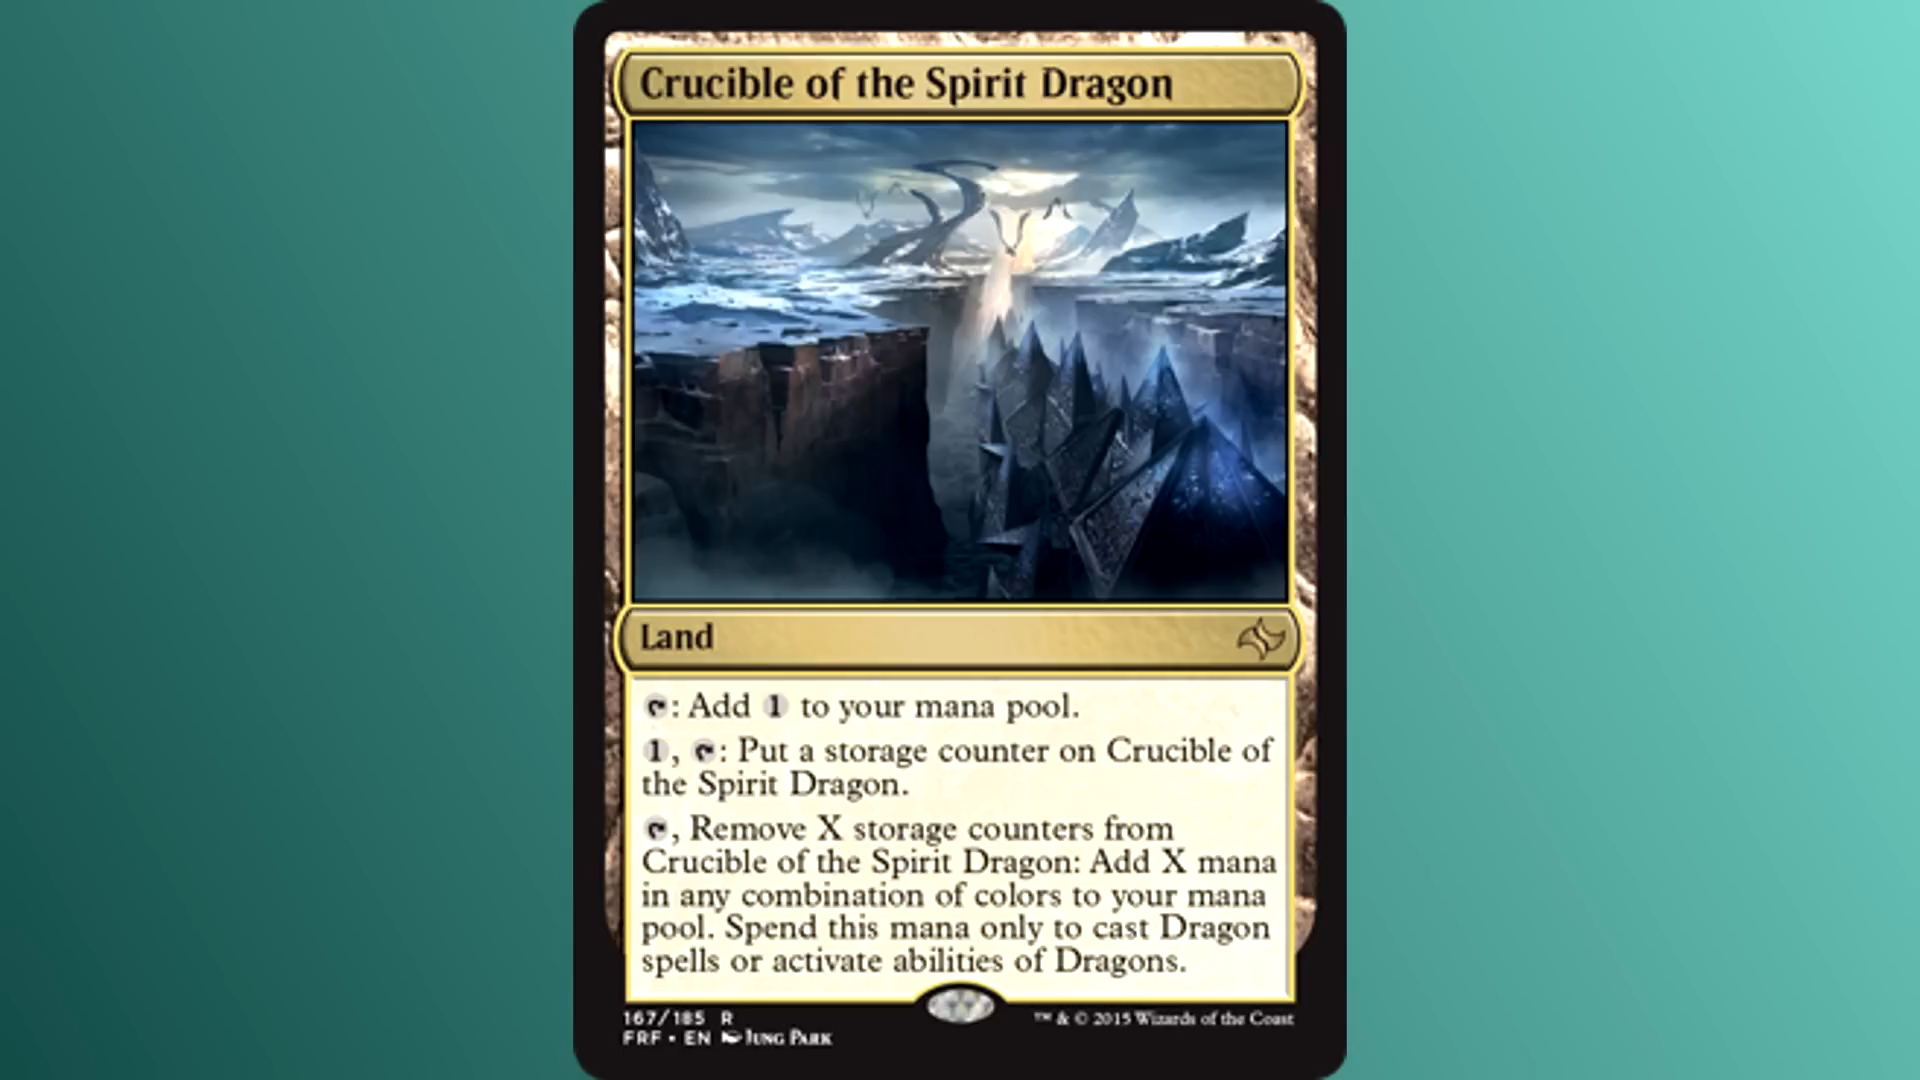 Crucible of the Spirit Dragon
Land
: Add 1 to your mana pool.
1, : Put a storage counter on Crucible of
the Spirit Dragon.
, Remove X storage counters from
Crucible of the Spirit Dragon: Add X mana
in any combination of colors to your mana
pool. Spend this mana only to cast Dragon
spells or activate abilities of Dragons.
167/185 R
FRF • EN Jung Park
™ & © 2015 Wizards of the Coast